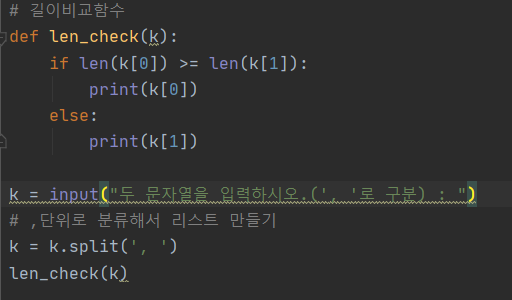 # 길이비교함수
def len_check(k):
    if len(k[0]) >= len(k[1]):
        print(k[0])
    else:
        print(k[1])
k = input("두 문자열을 입력하시오.(', '로 구분) : ")
# ,단위로 분류해서 리스트 만들기
k = k.split(', ')
len_check(k)